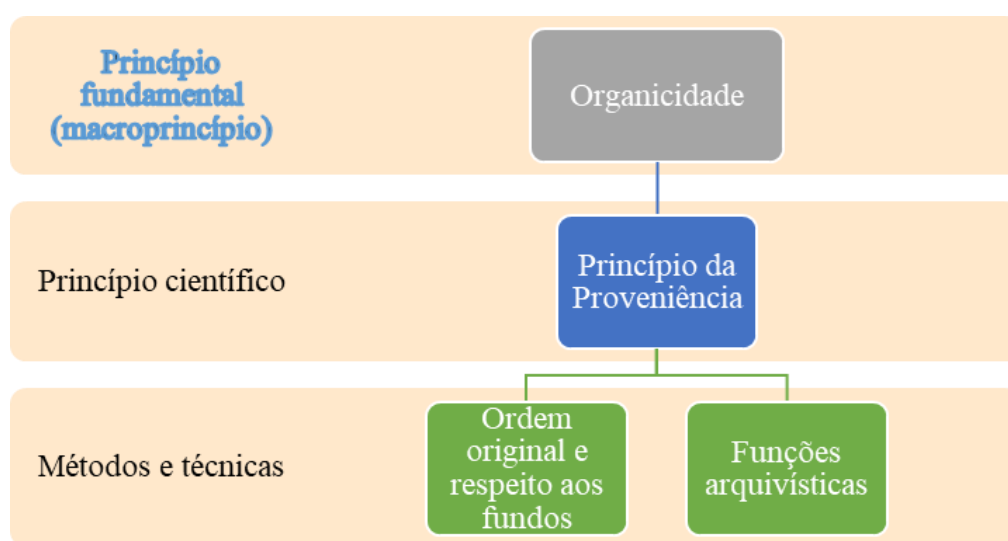 Princípio
fundamental
(macroprincípio)
Organicidade
Princípio científico
Princípio da
Proveniência
Métodos e técnicas
Ordem
original e
respeito aos
fundos
Funções
arquivísticas